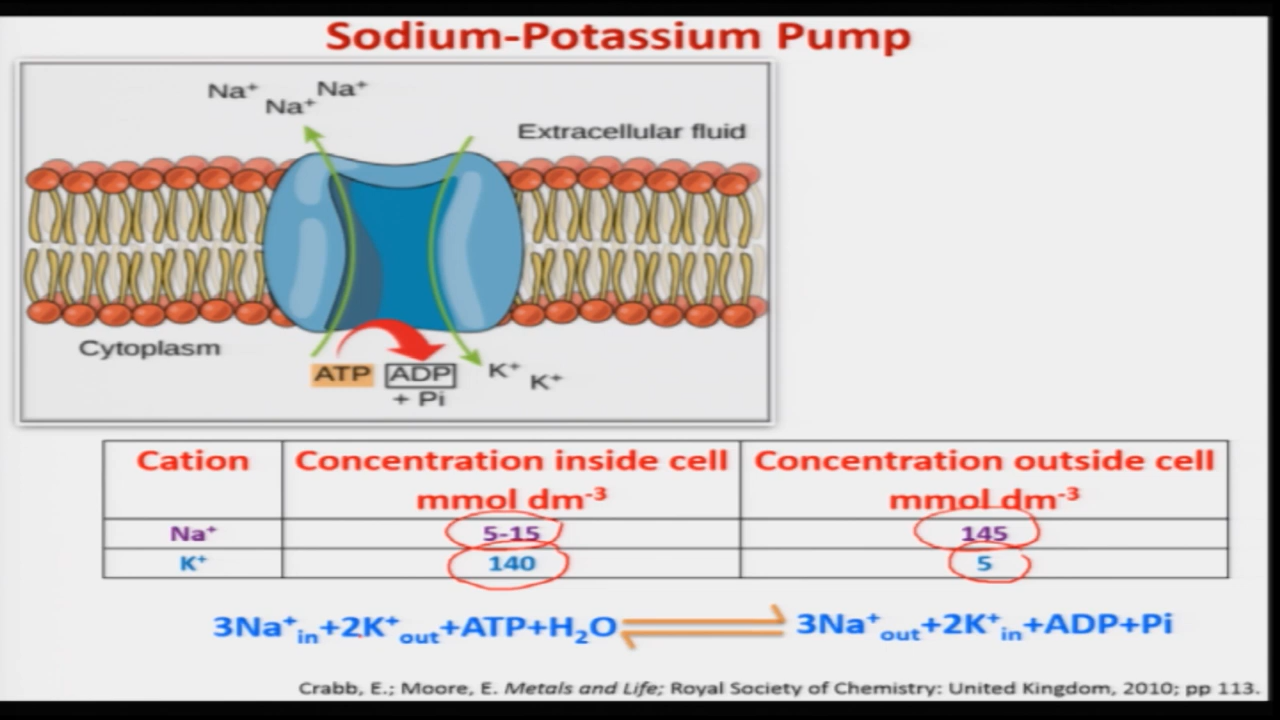 Sodium-Potassium Pump
Na⁺ Na⁺ Na⁺
Extracellular fluid
Cytoplasm
ATP ADP K⁺ K⁺
+ Pi
Cation Concentration inside cell Concentration outside cell
mmol dm⁻³ mmol dm⁻³
Na⁺ 5-15 145
K⁺ 140 5
3Na⁺in+2K⁺out+ATP+H₂O ⇌ 3Na⁺out+2K⁺in+ADP+Pi
Crabb, E.; Moore, E. Metals and Life; Royal Society of Chemistry: United Kingdom, 2010; pp 113.